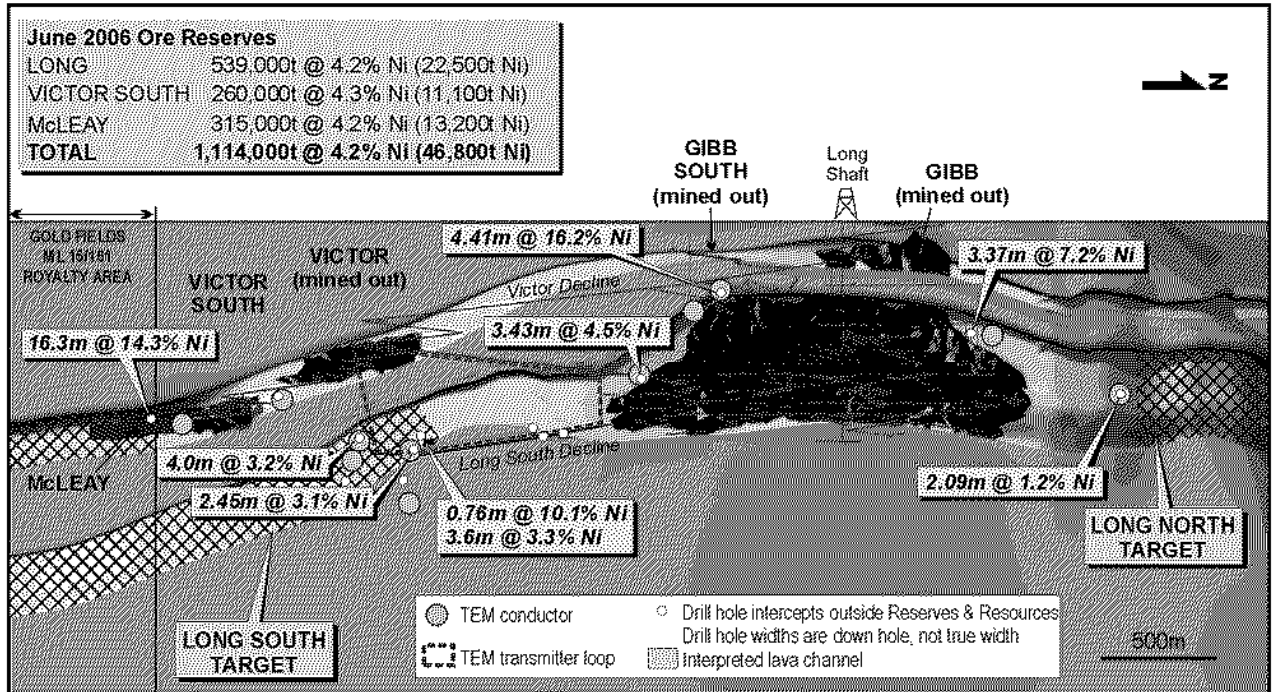 June 2006 Ore Reserves
LONG 539,000t @ 4.2% Ni (22,500t Ni)
VICTOR SOUTH 260,000t @ 4.3% Ni (11,100t Ni)
McLEAY 315,000t @ 4.2% Ni (13,200t Ni)
TOTAL 1,114,000t @ 4.2% Ni (46,800t Ni)
N
GIBB
SOUTH
(mined out)
Long
Shaft
GIBB
(mined out)
GOLD FIELDS
M/L 15/161
ROYALTY AREA
VICTOR
SOUTH
VICTOR
(mined out)
4.41m @ 16.2% Ni
3.37m @ 7.2% Ni
Victor Decline
16.3m @ 14.3% Ni
3.43m @ 4.5% Ni
4.0m @ 3.2% Ni
Long South Decline
McLEAY
2.45m @ 3.1% Ni
2.09m @ 1.2% Ni
0.76m @ 10.1% Ni
3.6m @ 3.3% Ni
LONG NORTH
TARGET
LONG SOUTH
TARGET
TEM conductor
TEM transmitter loop
Drill hole intercepts outside Reserves & Resources
Drill hole widths are down hole, not true width
Interpreted lava channel
500m